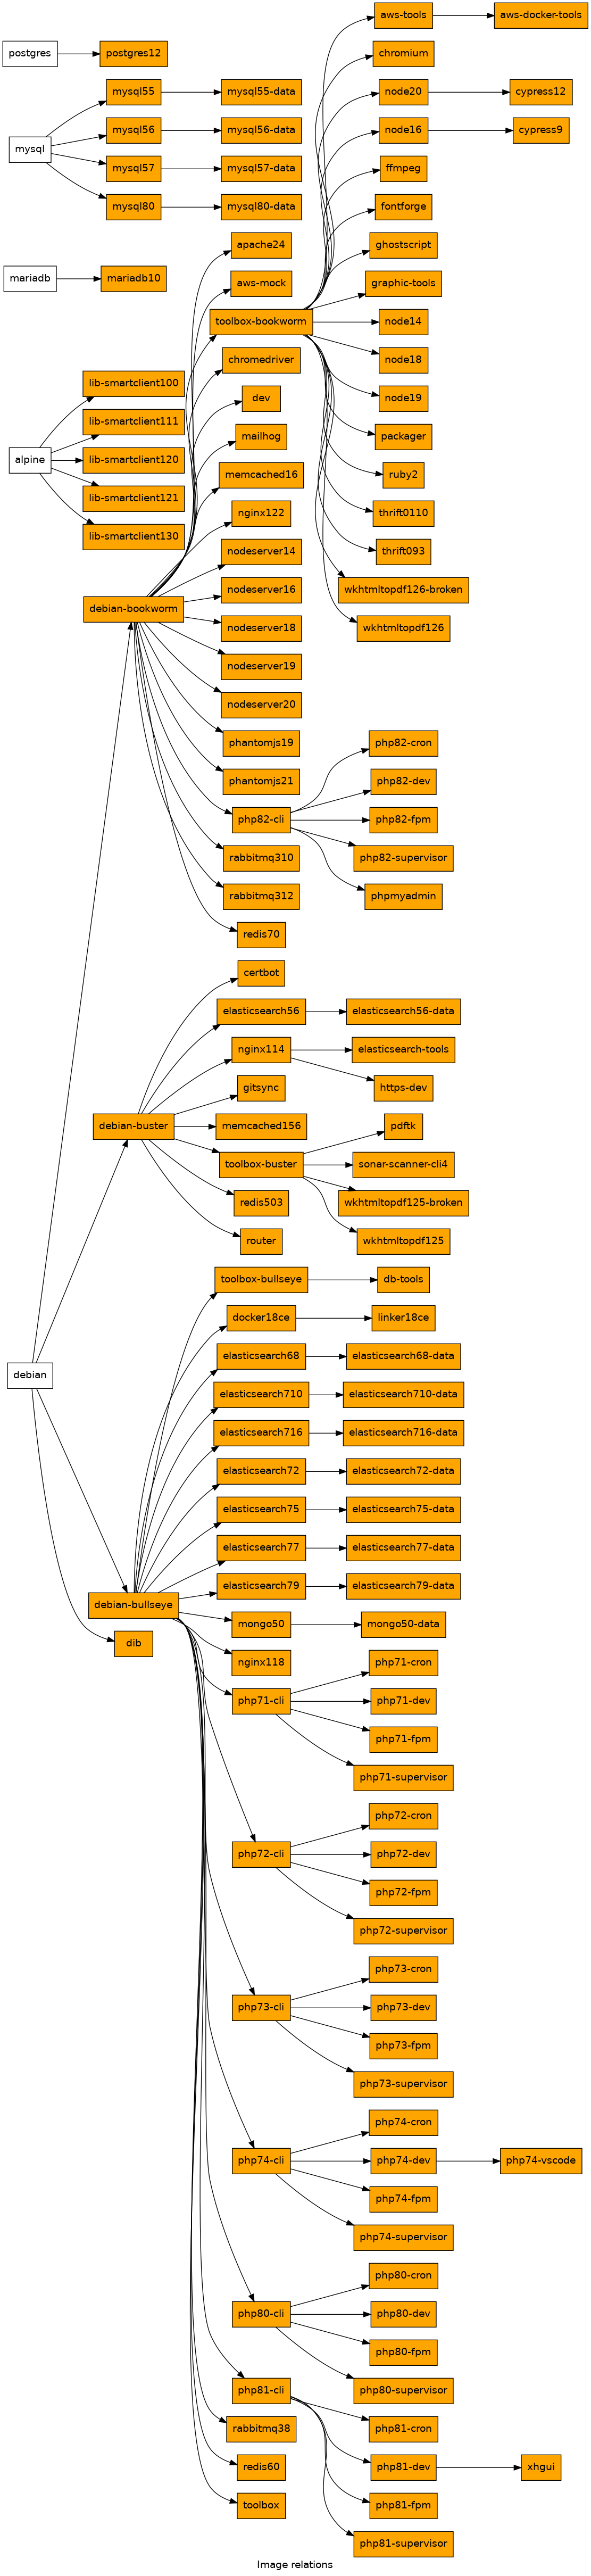 aws-tools
aws-docker-tools
postgres
postgres12
chromium
mysql55
mysql55-data
node20
cypress12
mysql
mysql56
mysql56-data
node16
cypress9
mysql57
mysql57-data
ffmpeg
mysql80
mysql80-data
fontforge
apache24
ghostscript
mariadb
mariadb10
aws-mock
graphic-tools
toolbox-bookworm
node14
chromedriver
node18
lib-smartclient100
dev
node19
lib-smartclient111
mailhog
packager
alpine
lib-smartclient120
memcached16
ruby2
lib-smartclient121
nginx122
thrift0110
lib-smartclient130
nodeserver14
thrift093
debian-bookworm
nodeserver16
wkhtmltopdf126-broken
nodeserver18
wkhtmltopdf126
nodeserver19
nodeserver20
phantomjs19
php82-cron
phantomjs21
php82-dev
php82-cli
php82-fpm
rabbitmq310
php82-supervisor
rabbitmq312
phpmyadmin
redis70
certbot
elasticsearch56
elasticsearch56-data
nginx114
elasticsearch-tools
gitsync
https-dev
debian-buster
memcached156
pdftk
toolbox-buster
sonar-scanner-cli4
redis503
wkhtmltopdf125-broken
router
wkhtmltopdf125
toolbox-bullseye
db-tools
docker18ce
linker18ce
elasticsearch68
elasticsearch68-data
debian
elasticsearch710
elasticsearch710-data
elasticsearch716
elasticsearch716-data
elasticsearch72
elasticsearch72-data
elasticsearch75
elasticsearch75-data
elasticsearch77
elasticsearch77-data
elasticsearch79
elasticsearch79-data
debian-bullseye
mongo50
mongo50-data
dib
nginx118
php71-cron
php71-cli
php71-dev
php71-fpm
php71-supervisor
php72-cron
php72-cli
php72-dev
php72-fpm
php72-supervisor
php73-cron
php73-cli
php73-dev
php73-fpm
php73-supervisor
php74-cron
php74-cli
php74-dev
php74-vscode
php74-fpm
php74-supervisor
php80-cron
php80-cli
php80-dev
php80-fpm
php80-supervisor
php81-cli
php81-cron
rabbitmq38
php81-dev
xhgui
redis60
php81-fpm
toolbox
php81-supervisor
Image relations